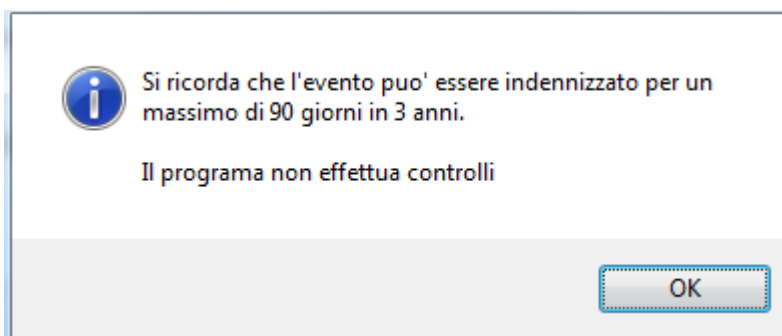 Si ricorda che l'evento puo' essere indennizzato per un
massimo di 90 giorni in 3 anni.
Il programa non effettua controlli
OK